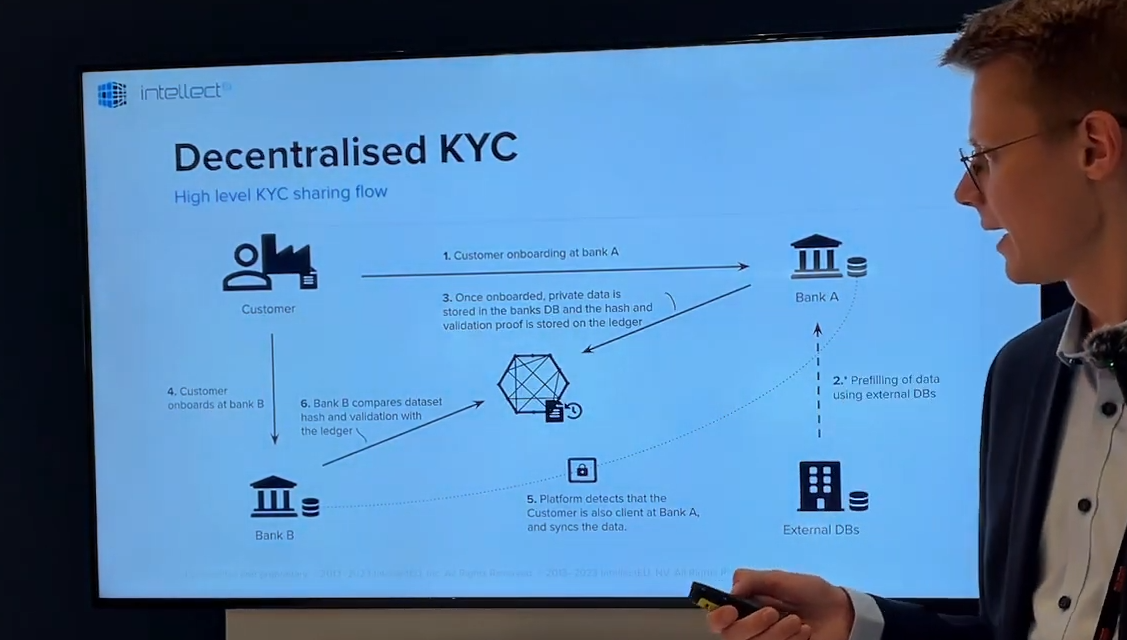 intellect
Decentralised KYC
High level KYC sharing flow
Customer
1. Customer onboarding at bank A
Bank A
3. Once onboarded, private data is
stored in the banks DB and the hash and
validation proof is stored on the ledger
2.* Prefilling of data
using external DBs
4. Customer
onboards at bank B
6. Bank B compares dataset
hash and validation with
the ledger
5. Platform detects that the
Customer is also client at Bank A,
and syncs the data.
Bank B
External DBs